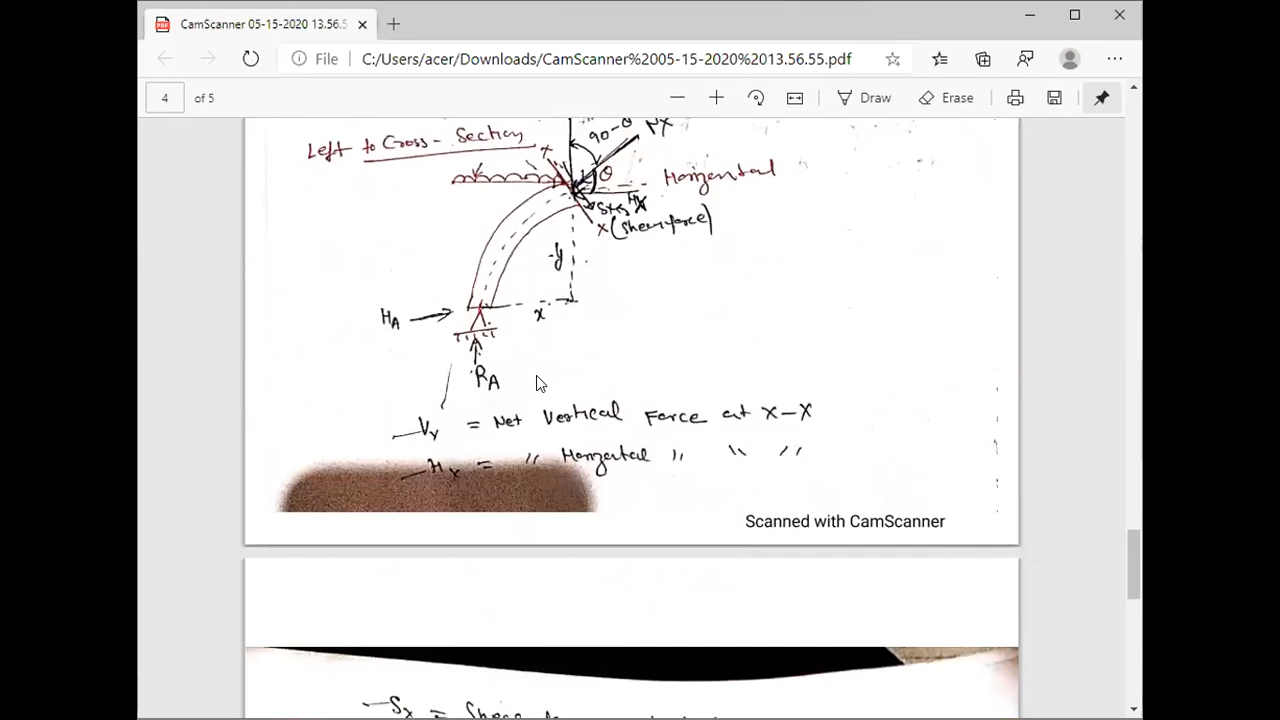 CamScanner 05-15-2020 13.56.5
File C:/Users/acer/Downloads/CamScanner%2005-15-2020%2013.56.55.pdf
4 of 5 Draw Erase
90-θ NX
Left to Cross- Section
X
θ Horizontal
X (Shear force)
y
HA
x
RA
Vx = Net Vertical Force at X-X
Hx = " Horizontal " " "
Scanned with CamScanner
Sx =